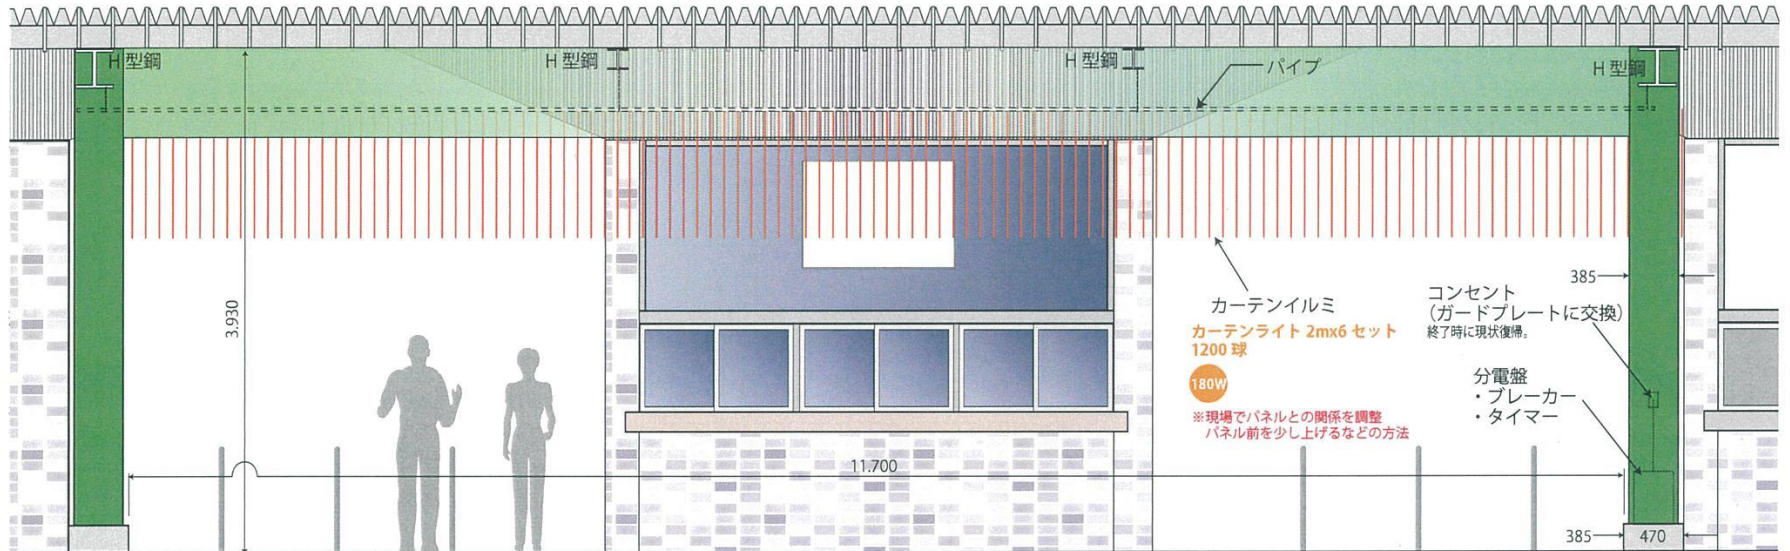 H 型鋼
H 型鋼
H 型鋼
H 型鋼
パイプ
3.930
385
カーテンイルミ
カーテンライト 2mx6 セット
1200 球
180W
※現場でパネルとの関係を調整
パネル前を少し上げるなどの方法
コンセント
(ガードプレートに交換)
終了時に現状復帰。
分電盤
・ブレーカー
・タイマー
11.700
385
470